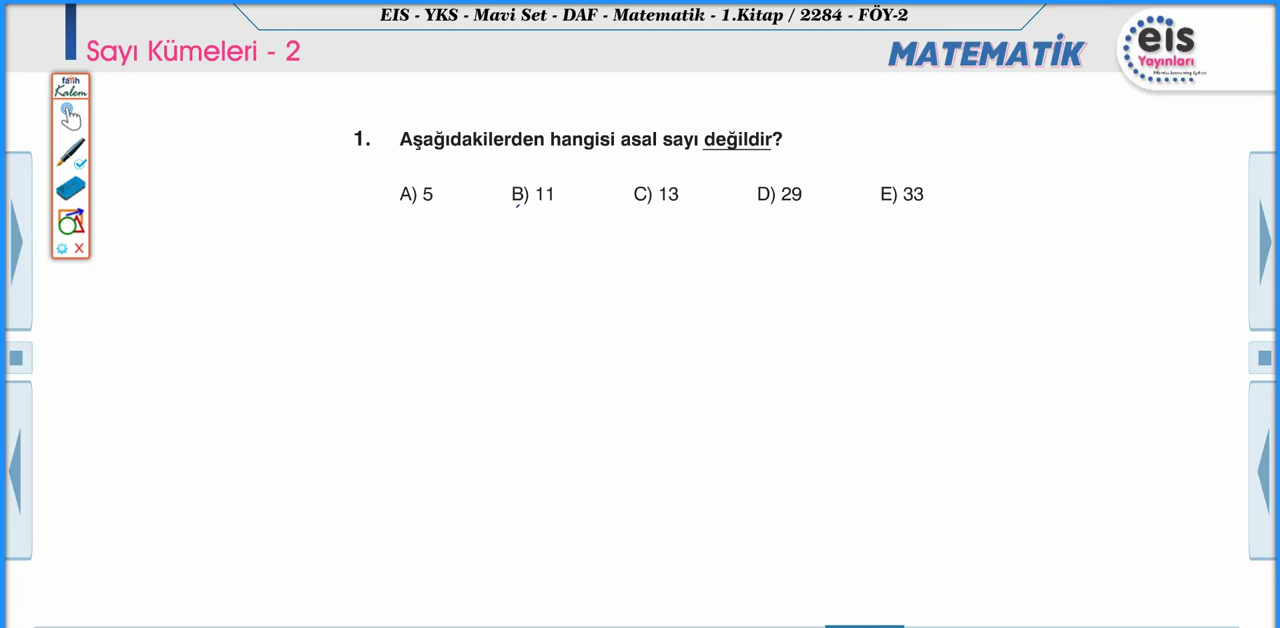 EIS - YKS - Mavi Set - DAF - Matematik - 1.Kitap / 2284 - FÖY-2
Sayı Kümeleri - 2
MATEMATİK
eis
Yayınları
fatih
Kalem
1. Aşağıdakilerden hangisi asal sayı değildir?
A) 5 B) 11 C) 13 D) 29 E) 33